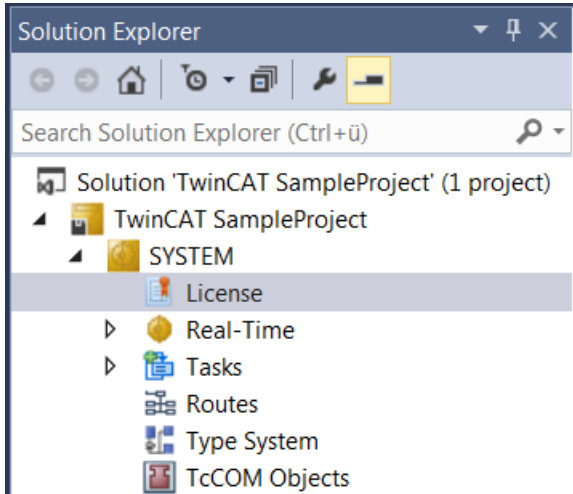 Solution Explorer
Search Solution Explorer (Ctrl+ü)
Solution 'TwinCAT SampleProject' (1 project)
TwinCAT SampleProject
SYSTEM
License
Real-Time
Tasks
Routes
Type System
TcCOM Objects